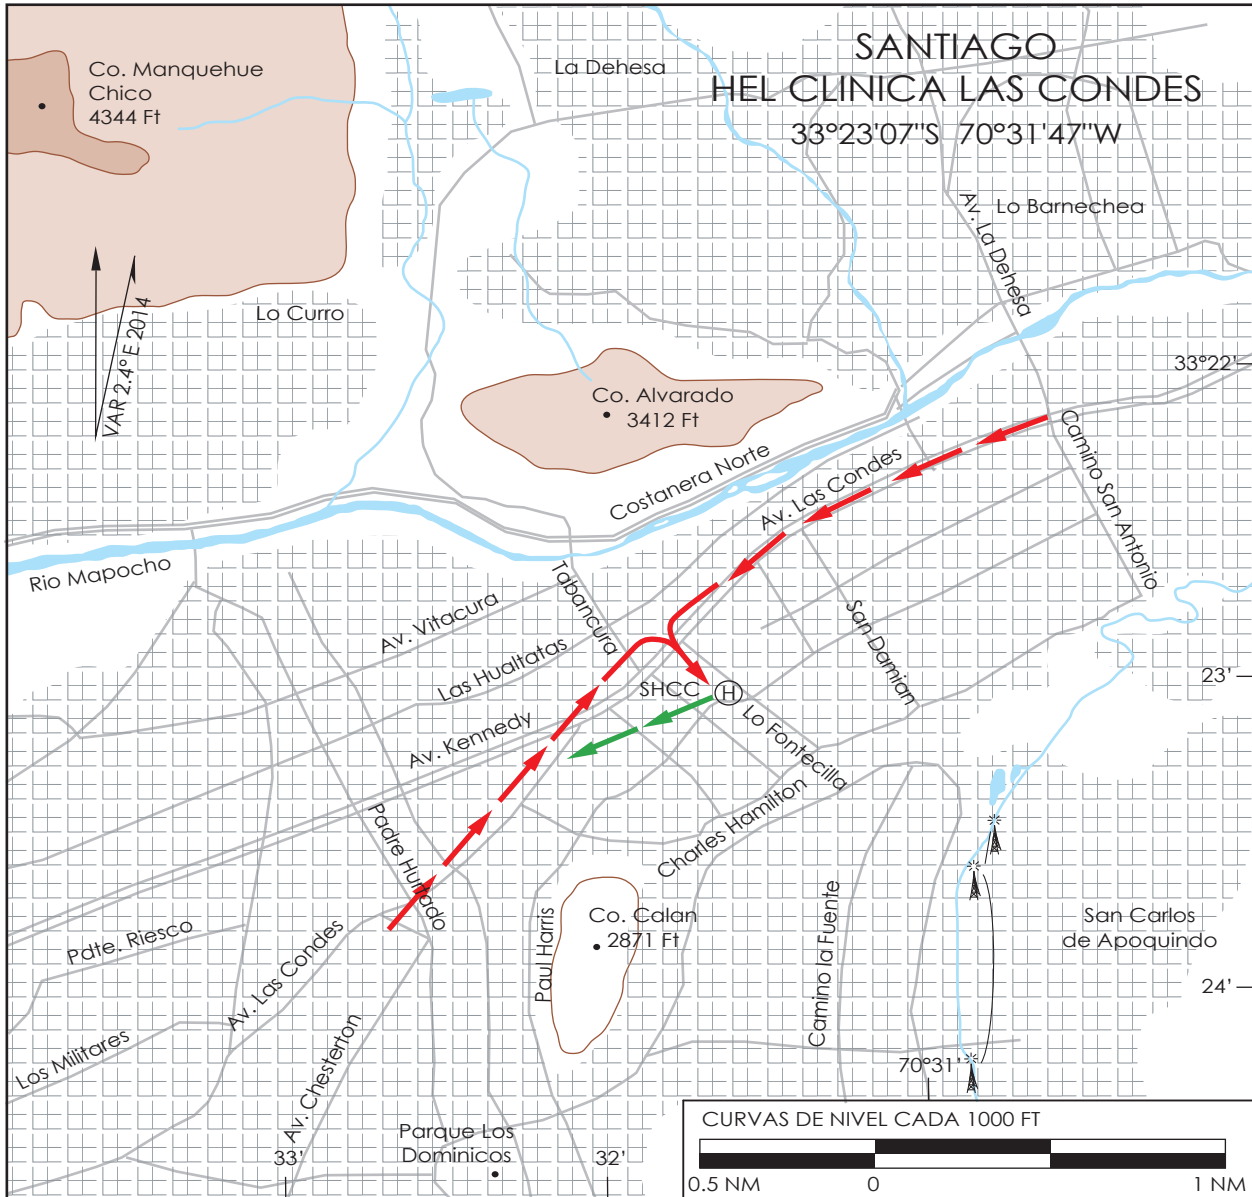 SANTIAGO
HEL CLINICA LAS CONDES
33°23'07"S 70°31'47"W
Co. Manquehue
Chico
4344 Ft
La Dehesa
Lo Barnechea
Av. La Dehesa
VAR 2.4° E 2014
Lo Curro
33°22'
Co. Alvarado
3412 Ft
Camino San Antonio
Costanera Norte
Av. Las Condes
Rio Mapocho
Tabancura
Av. Vitacura
San Damian
Las Hualtatas
SHCC
H
23'
Av. Kennedy
Lo Fontecilla
Padre Hurtado
Charles Hamilton
Pdte. Riesco
Av. Las Condes
Paul Harris
Co. Calan
2871 Ft
Camino la Fuente
San Carlos
de Apoquindo
24'
Los Militares
Av. Chesterton
70°31'
Parque Los
Dominicos
33'
32'
CURVAS DE NIVEL CADA 1000 FT
0.5 NM
0
1 NM